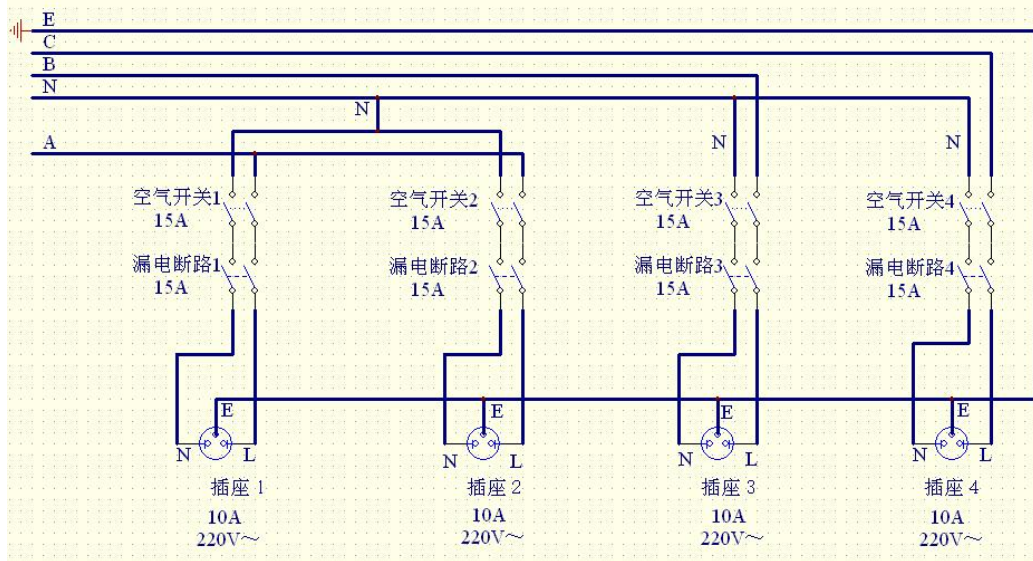 E
C
B
N
A
N
N
N
空气开关1
15A
空气开关2
15A
空气开关3
15A
空气开关4
15A
漏电断路1
15A
漏电断路2
15A
漏电断路3
15A
漏电断路4
15A
E
E
E
E
N
L
N
L
N
L
N
L
插座1
10A
220V～
插座2
10A
220V～
插座3
10A
220V～
插座4
10A
220V～